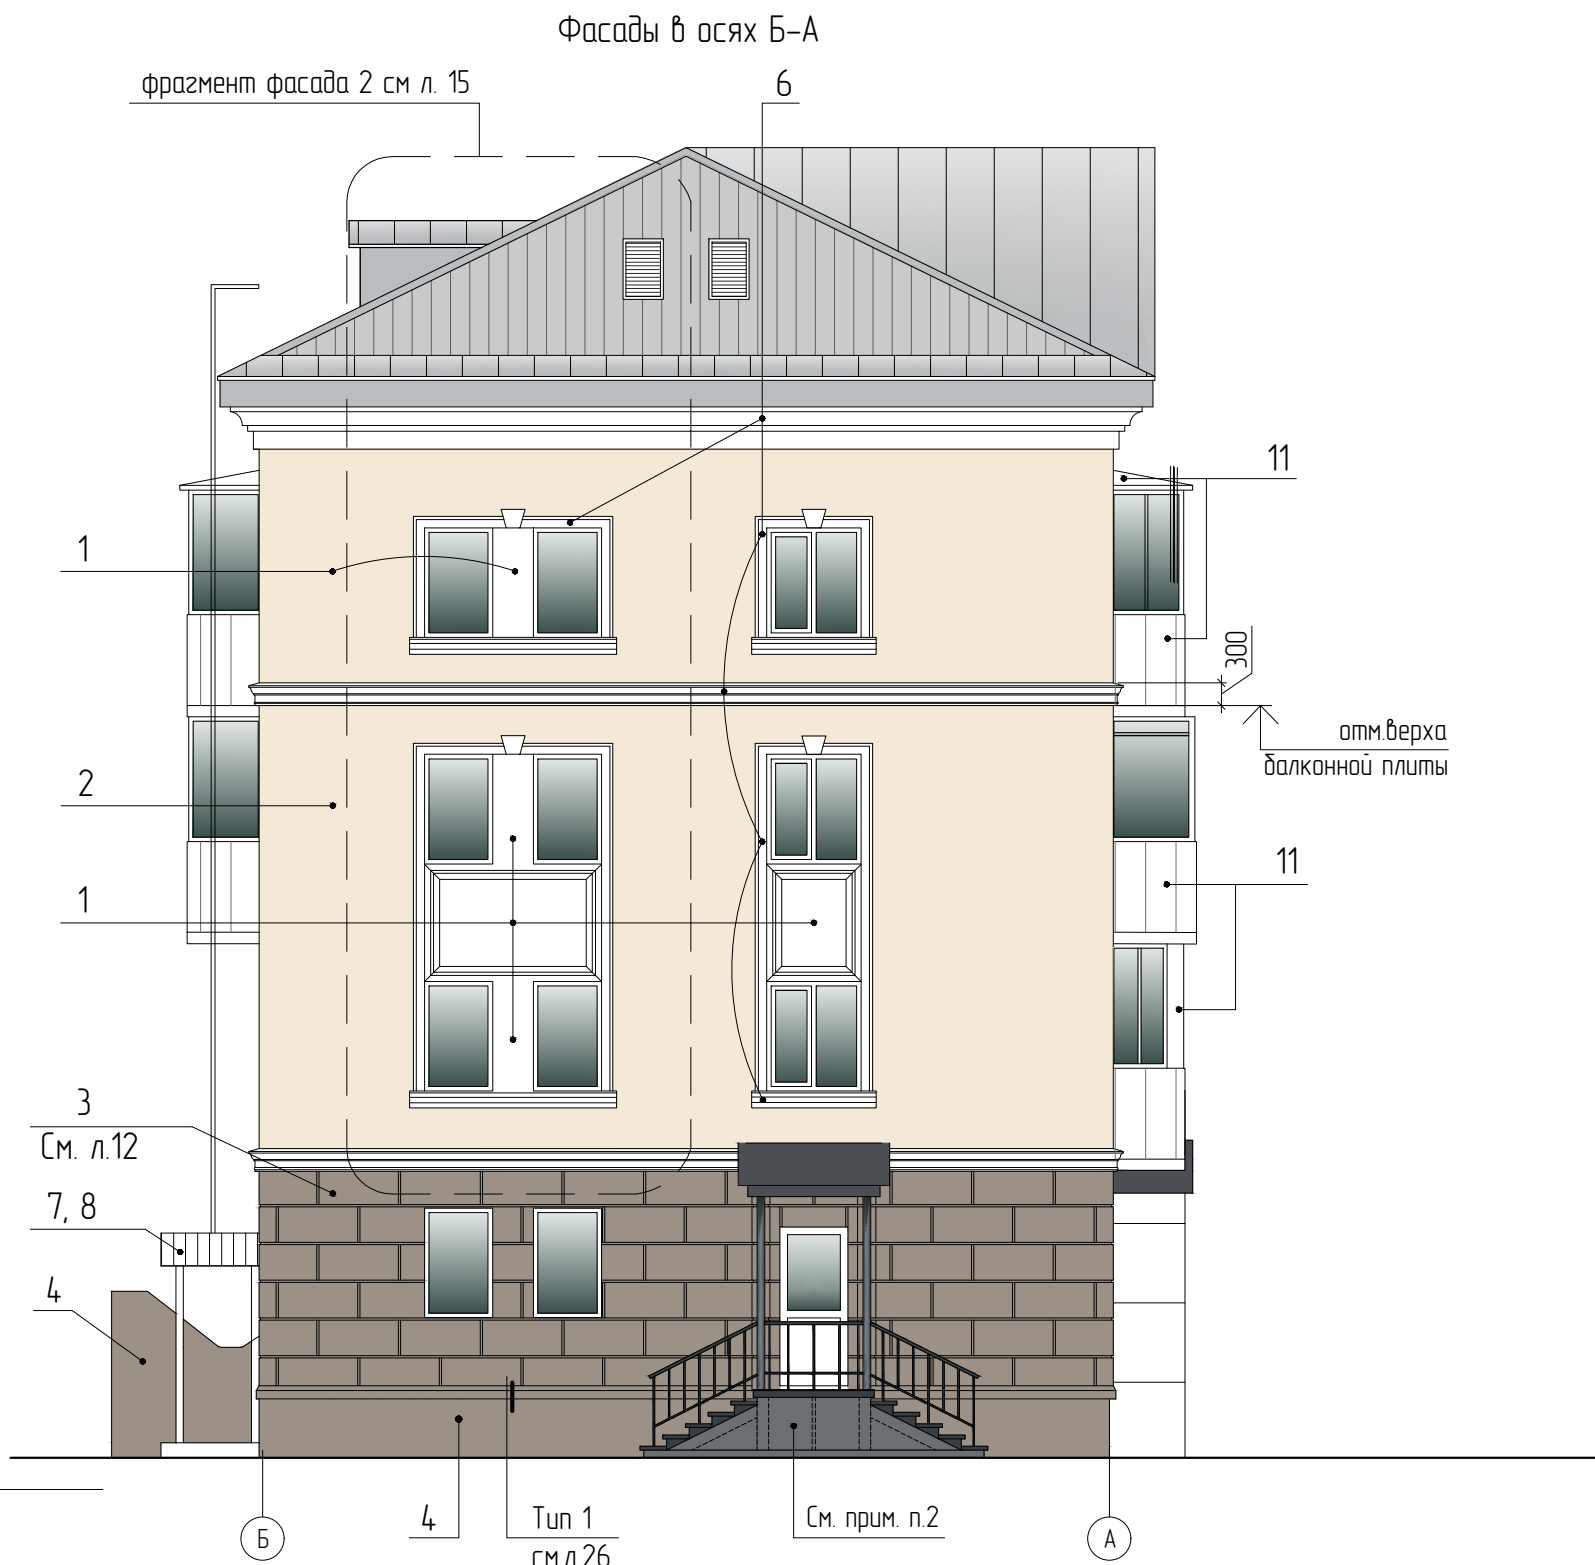 Фасады в осях Б-А
фрагмент фасада 2 см л. 15
6
11
1
300
отм.верха
балконной плиты
2
11
1
3
См. л.12
7, 8
4
4
Тип 1
см.л.26
См. прим. п.2
Б
А